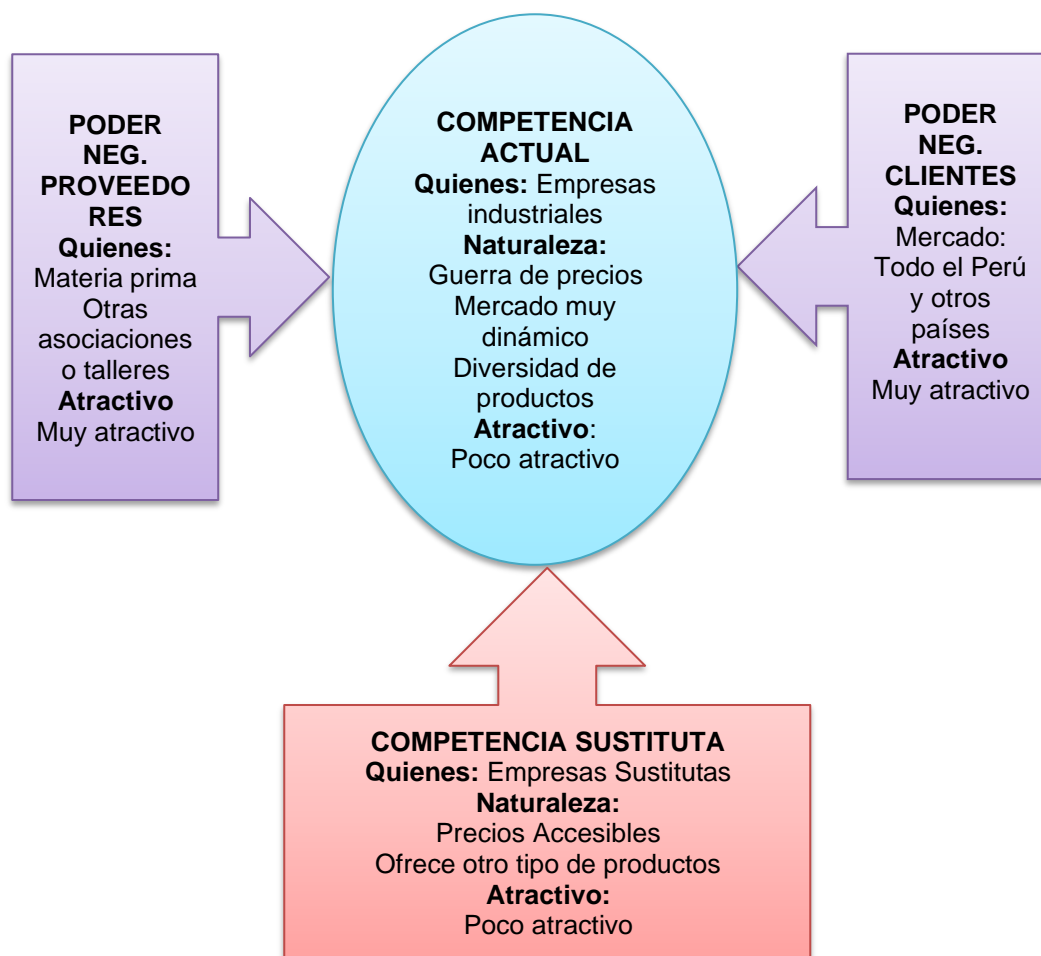 PODER
NEG.
PROVEEDO
RES
Quienes:
Materia prima
Otras
asociaciones
o talleres
Atractivo
Muy atractivo
COMPETENCIA
ACTUAL
Quienes: Empresas
industriales
Naturaleza:
Guerra de precios
Mercado muy
dinámico
Diversidad de
productos
Atractivo:
Poco atractivo
PODER
NEG.
CLIENTES
Quienes:
Mercado:
Todo el Perú
y otros
países
Atractivo
Muy atractivo
COMPETENCIA SUSTITUTA
Quienes: Empresas Sustitutas
Naturaleza:
Precios Accesibles
Ofrece otro tipo de productos
Atractivo:
Poco atractivo